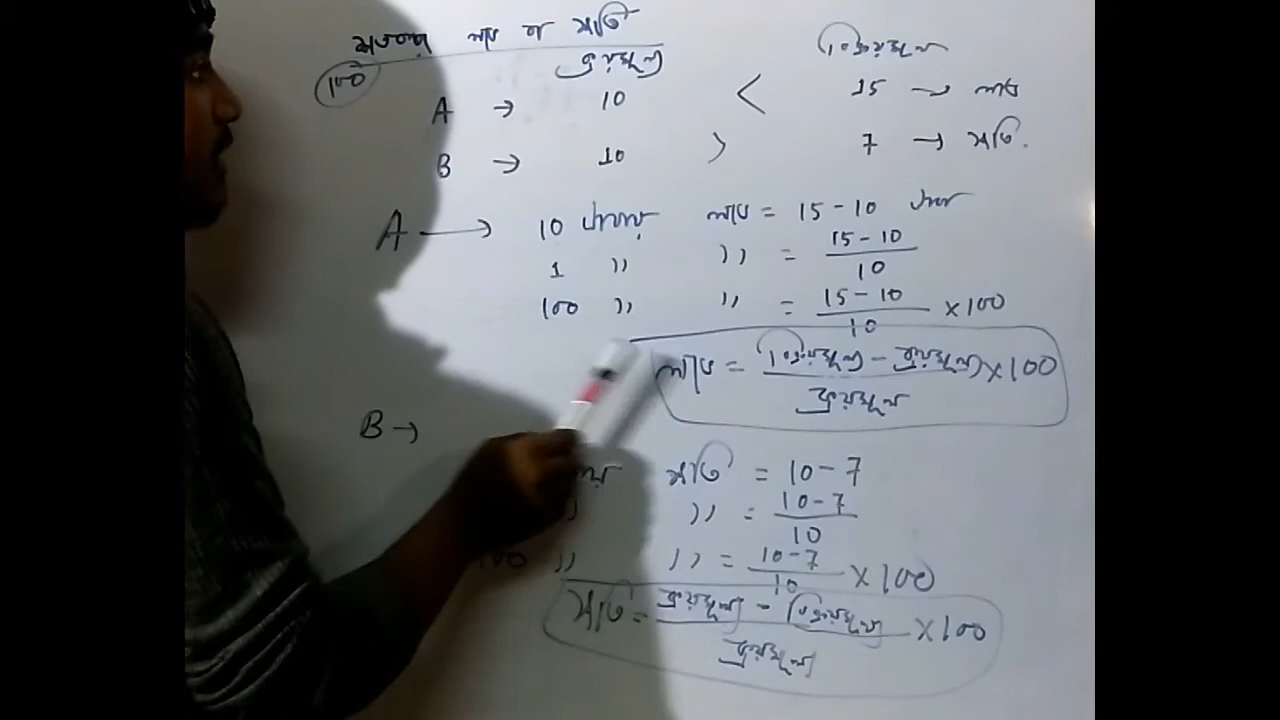 শতকরা লাভ বা ক্ষতি
100 ক্রয়মূল্য বিক্রয়মূল্য
A → 10 < 15 → লাভ
B → 10 > 7 → ক্ষতি
A → 10 টাকায় লাভ = 15 - 10 টাকা
1 " " = 15 - 10 / 10
100 " " = 15 - 10 / 10 × 100
লাভ = বিক্রয়মূল্য - ক্রয়মূল্য / ক্রয়মূল্য × 100
B →
ক্ষতি = 10 - 7
" " = 10 - 7 / 10
100 " " = 10 - 7 / 10 × 100
ক্ষতি = ক্রয়মূল্য - বিক্রয়মূল্য / ক্রয়মূল্য × 100